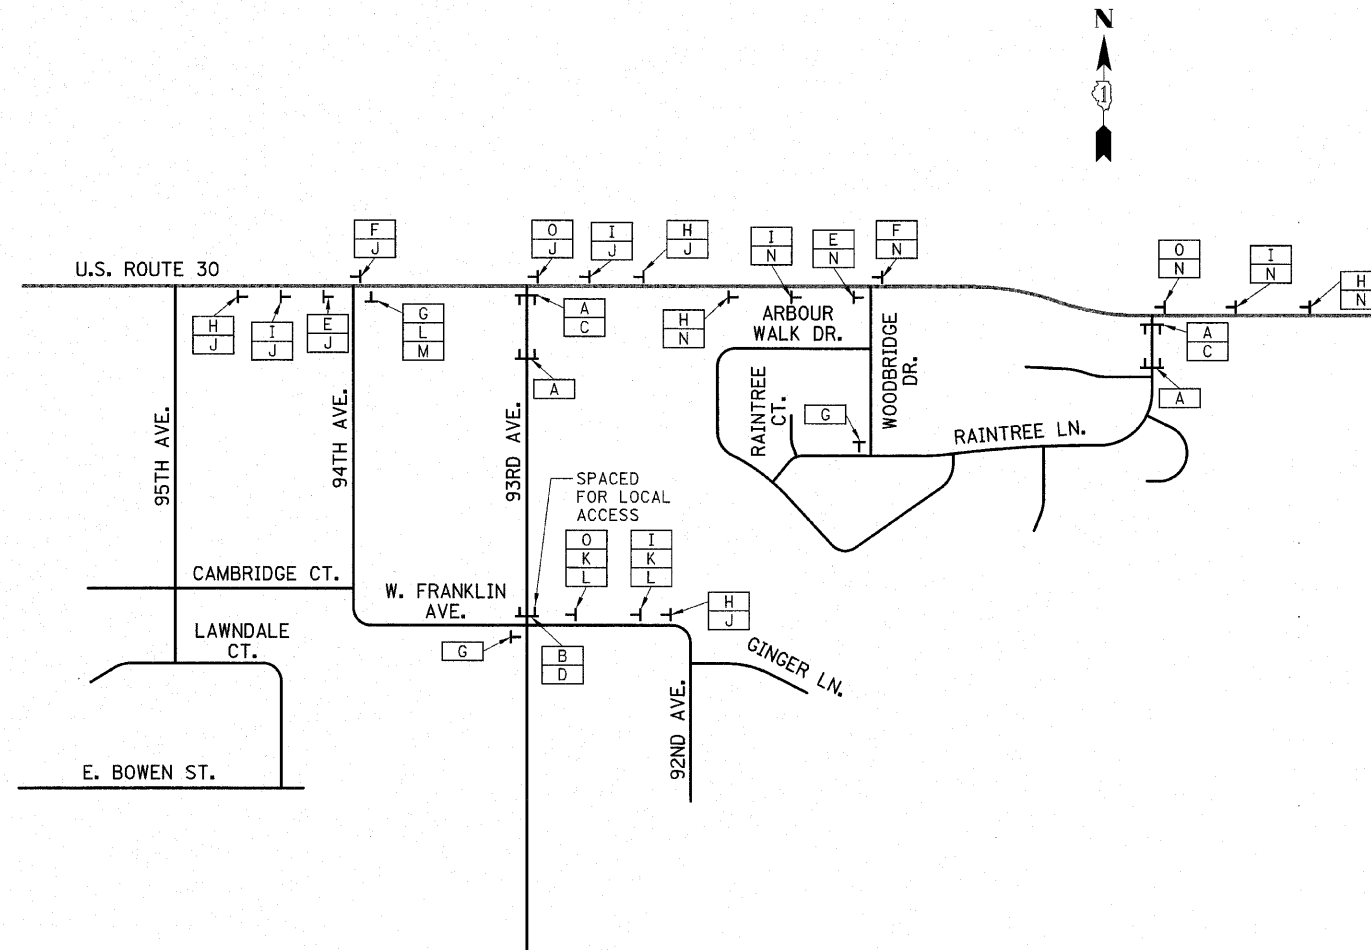 N
1
F
J
O
J
I
J
H
J
I
N
E
N
F
N
O
N
I
N
H
N
U.S. ROUTE 30
H
J
I
J
E
J
G
L
M
A
C
H
N
ARBOUR
WALK DR.
A
C
A
A
95TH AVE.
94TH AVE.
93RD AVE.
RAINTREE
CT.
G
WOODBRIDGE
DR.
RAINTREE LN.
SPACED
FOR LOCAL
ACCESS
O
K
L
I
K
L
H
J
CAMBRIDGE CT.
W. FRANKLIN
AVE.
LAWNDALE
CT.
G
B
D
GINGER LN.
92ND AVE.
E. BOWEN ST.